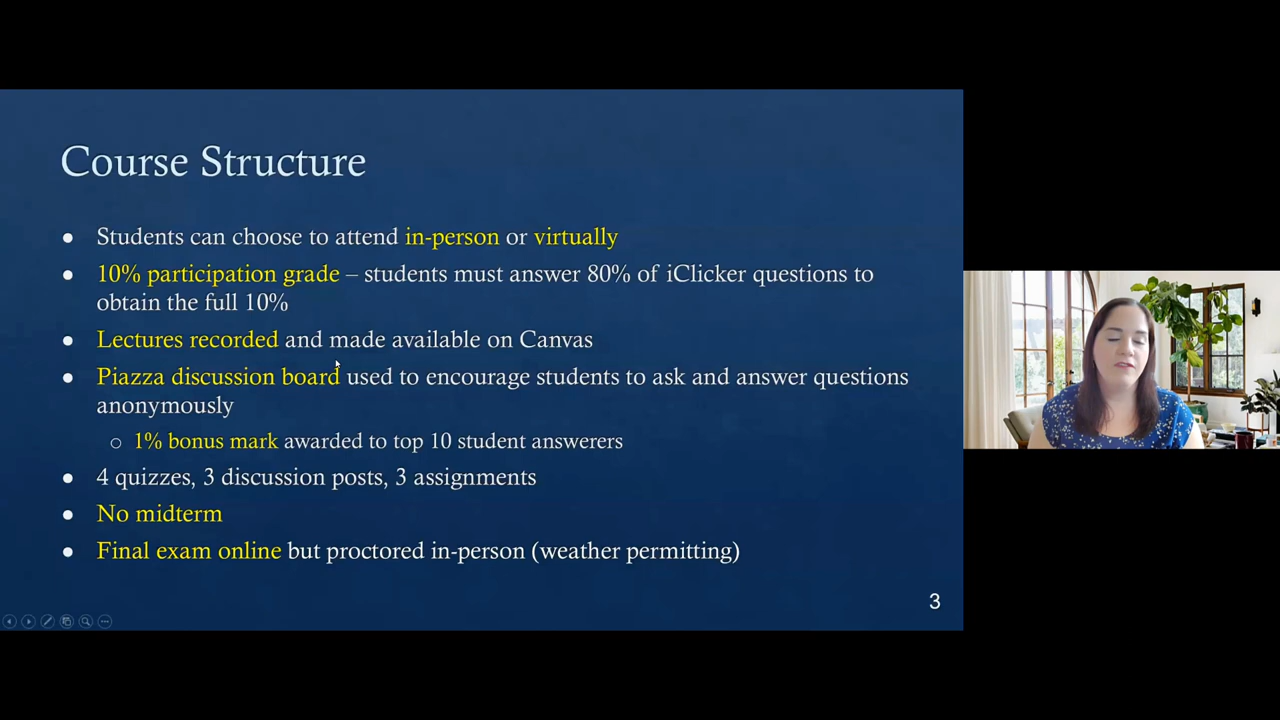 Course Structure
● Students can choose to attend in-person or virtually
● 10% participation grade – students must answer 80% of iClicker questions to
obtain the full 10%
● Lectures recorded and made available on Canvas
● Piazza discussion board used to encourage students to ask and answer questions
anonymously
○ 1% bonus mark awarded to top 10 student answerers
● 4 quizzes, 3 discussion posts, 3 assignments
● No midterm
● Final exam online but proctored in-person (weather permitting)
3